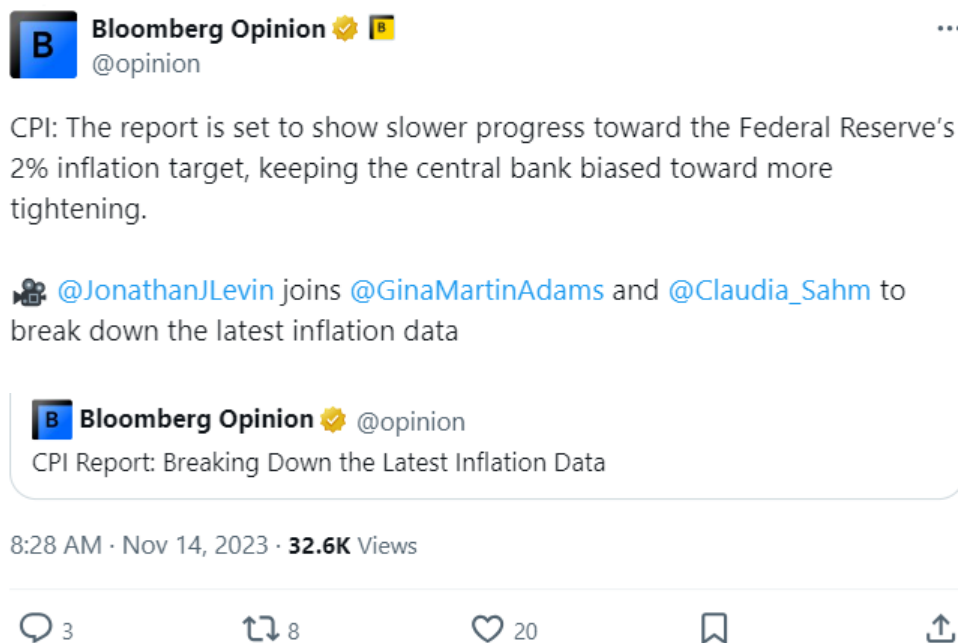 B Bloomberg Opinion B
@opinion
CPI: The report is set to show slower progress toward the Federal Reserve’s
2% inflation target, keeping the central bank biased toward more
tightening.
@JonathanJLevin joins @GinaMartinAdams and @Claudia_Sahm to
break down the latest inflation data
B Bloomberg Opinion @opinion
CPI Report: Breaking Down the Latest Inflation Data
8:28 AM · Nov 14, 2023 · 32.6K Views
3 8 20